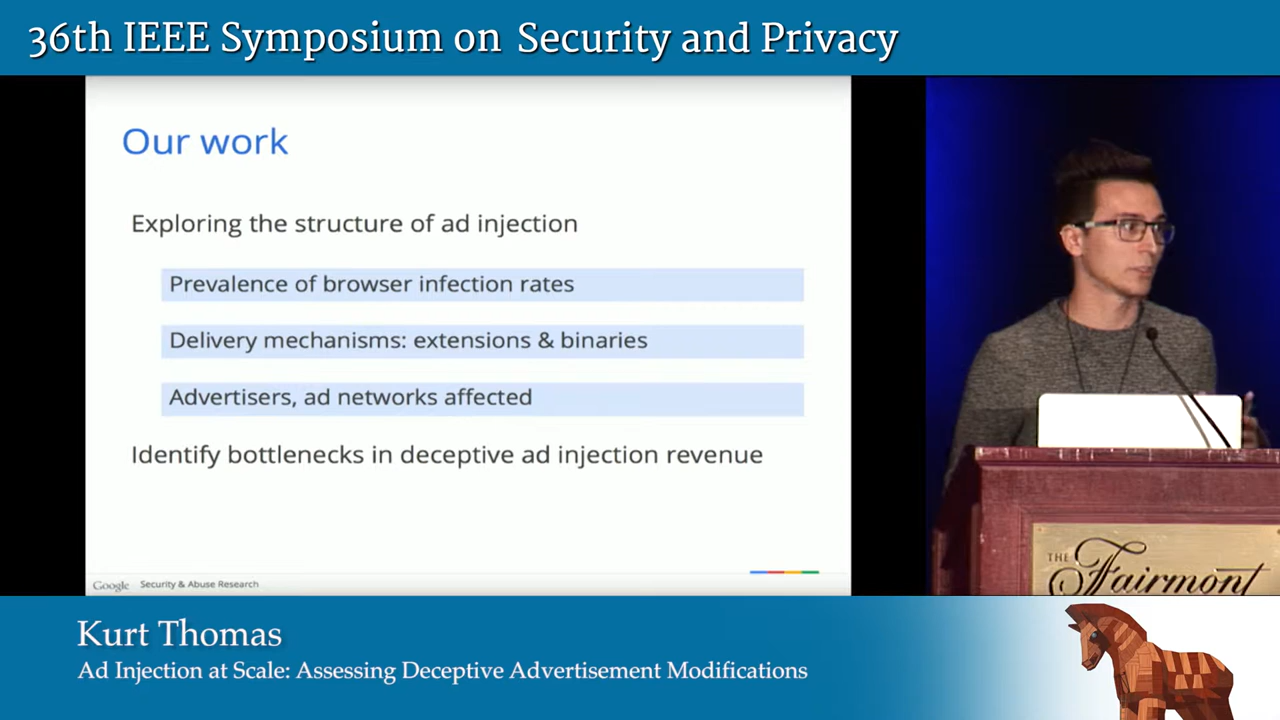 36th IEEE Symposium on Security and Privacy
Our work
Exploring the structure of ad injection
Prevalence of browser infection rates
Delivery mechanisms: extensions & binaries
Advertisers, ad networks affected
Identify bottlenecks in deceptive ad injection revenue
Google Security & Abuse Research
THE
Fairmont
Kurt Thomas
Ad Injection at Scale: Assessing Deceptive Advertisement Modifications